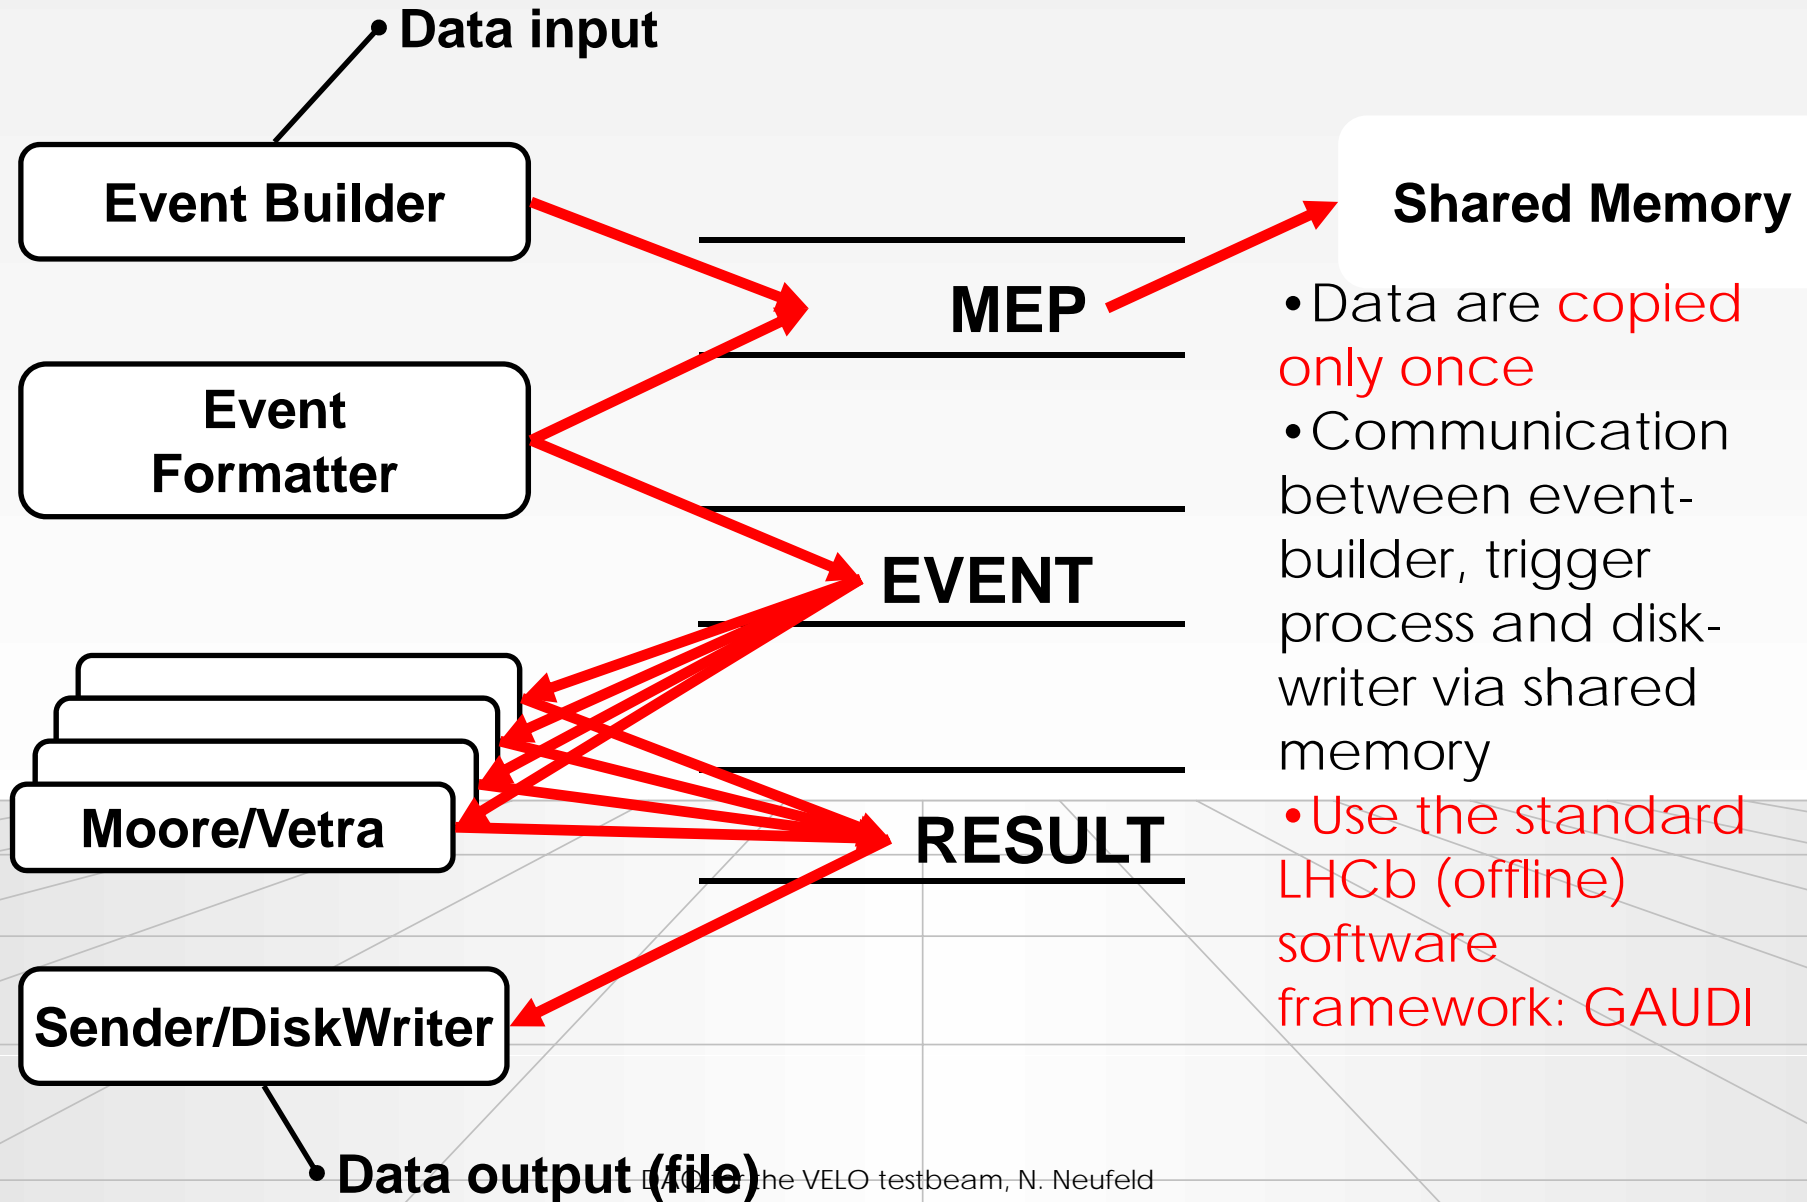 Data input
Event Builder
Shared Memory
MEP
Event
Formatter
EVENT
Moore/Vetra
RESULT
Sender/DiskWriter
Data output (file)
•Data are copied
only once
•Communication
between event-
builder, trigger
process and disk-
writer via shared
memory
•Use the standard
LHCb (offline)
software
framework: GAUDI
DAQ for the VELO testbeam, N. Neufeld